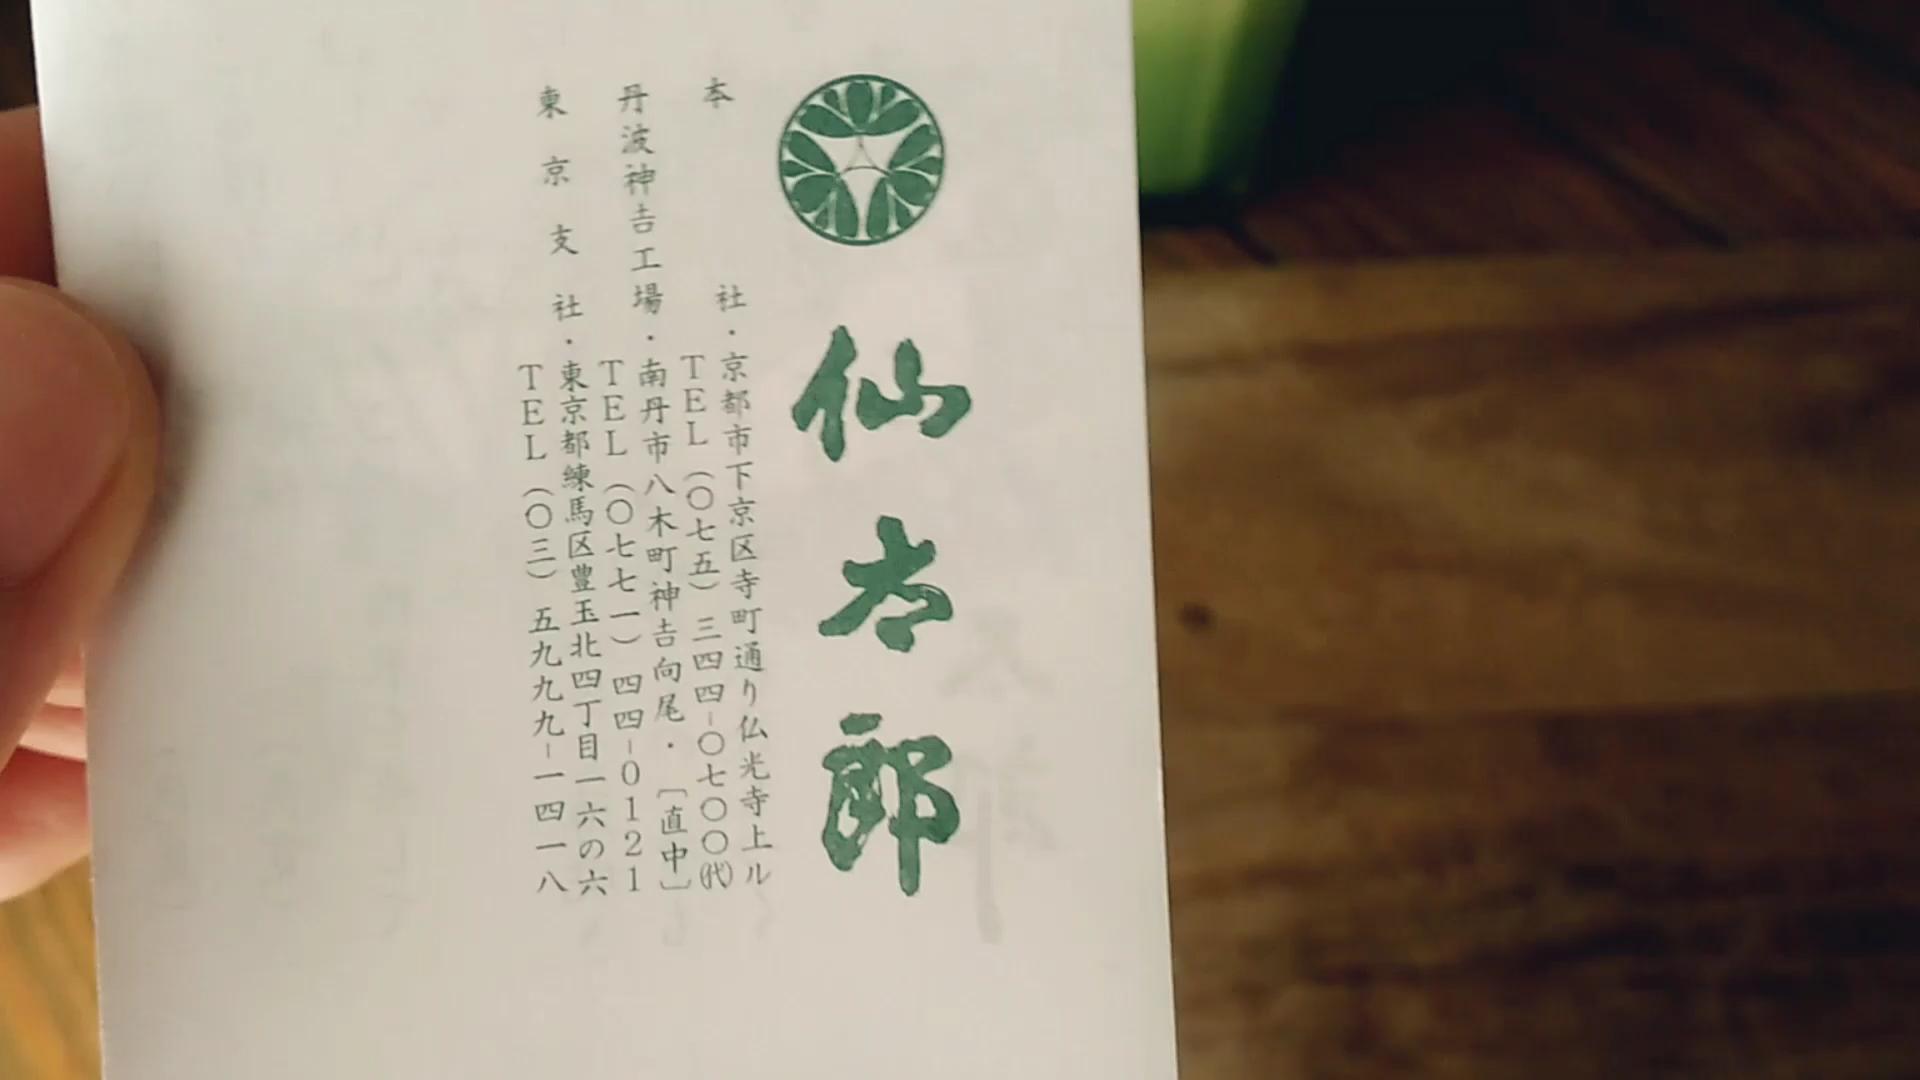 仙太郎
本社・京都市下京区寺町通り仏光寺上ル
TEL(〇七五)三四四-〇七〇〇(代)
丹波神𠮷工場・南丹市八木町神𠮷向尾・〔直中〕
TEL(〇七七一)四四-0121
東京支社・東京都練馬区豊玉北四丁目一六の六
TEL(〇三)五九九九-一四一八